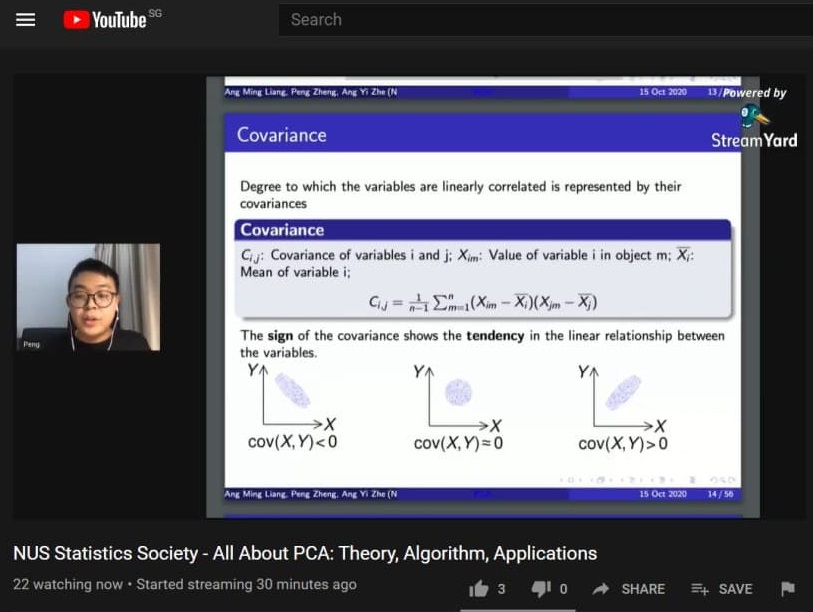 YouTube SG
Search
Ang Ming Liang, Peng Zheng, Ang Yi Zhe (N
PCA
15 Oct 2020
13/
Powered by
StreamYard
Covariance
Degree to which the variables are linearly correlated is represented by their
covariances
Covariance
C_{i,j}: Covariance of variables i and j; X_{im}: Value of variable i in object m; \overline{X_i}:
Mean of variable i;
C_{i,j} = \frac{1}{n-1} \sum_{m=1}^{n} (X_{im} - \overline{X_i})(X_{jm} - \overline{X_j})
The sign of the covariance shows the tendency in the linear relationship between
the variables.
Y
X
cov(X,Y)<0
Y
X
cov(X,Y)≈0
Y
X
cov(X,Y)>0
Peng
Ang Ming Liang, Peng Zheng, Ang Yi Zhe (N
PCA
15 Oct 2020
14/56
NUS Statistics Society - All About PCA: Theory, Algorithm, Applications
22 watching now • Started streaming 30 minutes ago
3
0
SHARE
SAVE